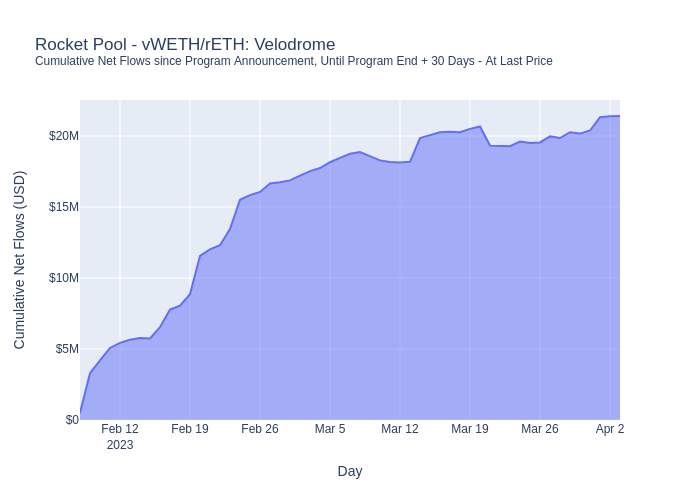 Rocket Pool - vWETH/rETH: Velodrome
Cumulative Net Flows since Program Announcement, Until Program End + 30 Days - At Last Price
Cumulative Net Flows (USD)
$20M
$15M
$10M
$5M
$0
Feb 12 Feb 19 Feb 26 Mar 5 Mar 12 Mar 19 Mar 26 Apr 2
2023
Day